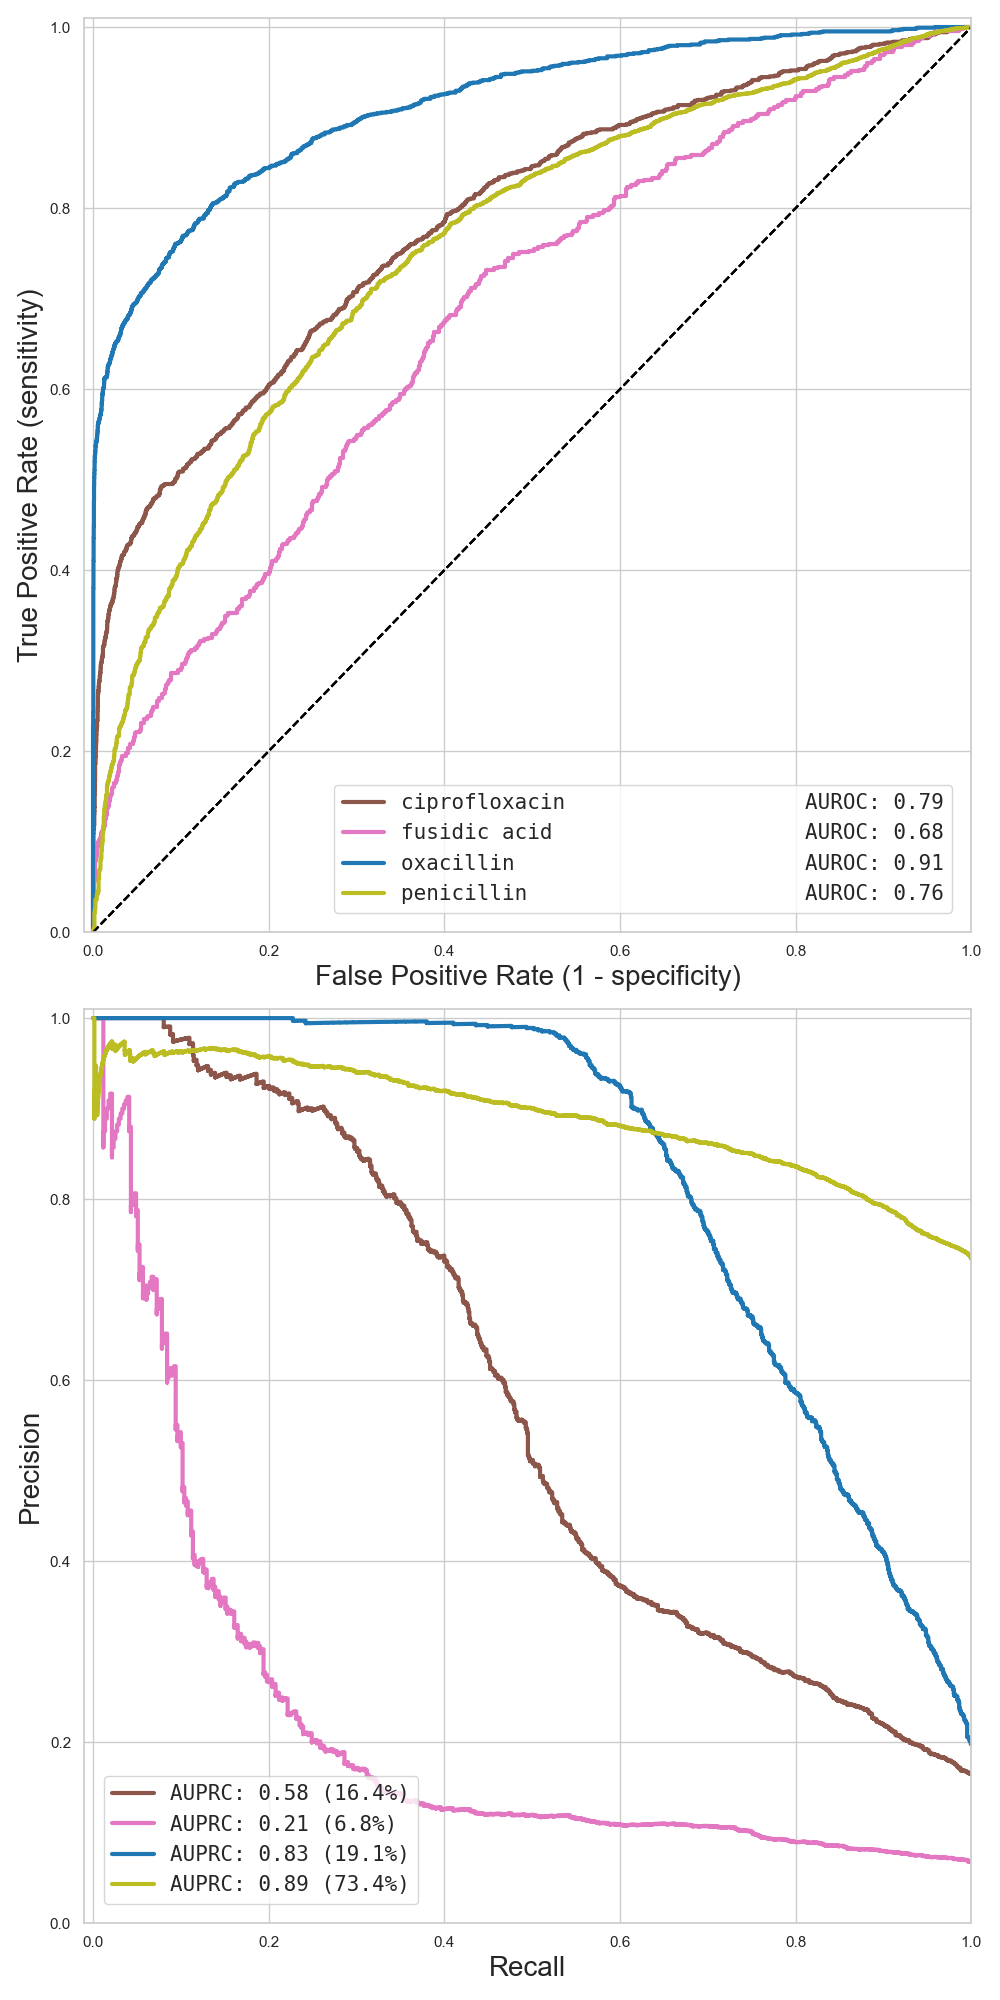 1.0
0.8
0.6
0.4
0.2
0.0
True Positive Rate (sensitivity)
ciprofloxacin AUROC: 0.79
fusidic acid AUROC: 0.68
oxacillin AUROC: 0.91
penicillin AUROC: 0.76
0.0 0.2 0.4 0.6 0.8 1.0
False Positive Rate (1 - specificity)
1.0
0.8
0.6
0.4
0.2
0.0
Precision
AUPRC: 0.58 (16.4%)
AUPRC: 0.21 (6.8%)
AUPRC: 0.83 (19.1%)
AUPRC: 0.89 (73.4%)
0.0 0.2 0.4 0.6 0.8 1.0
Recall